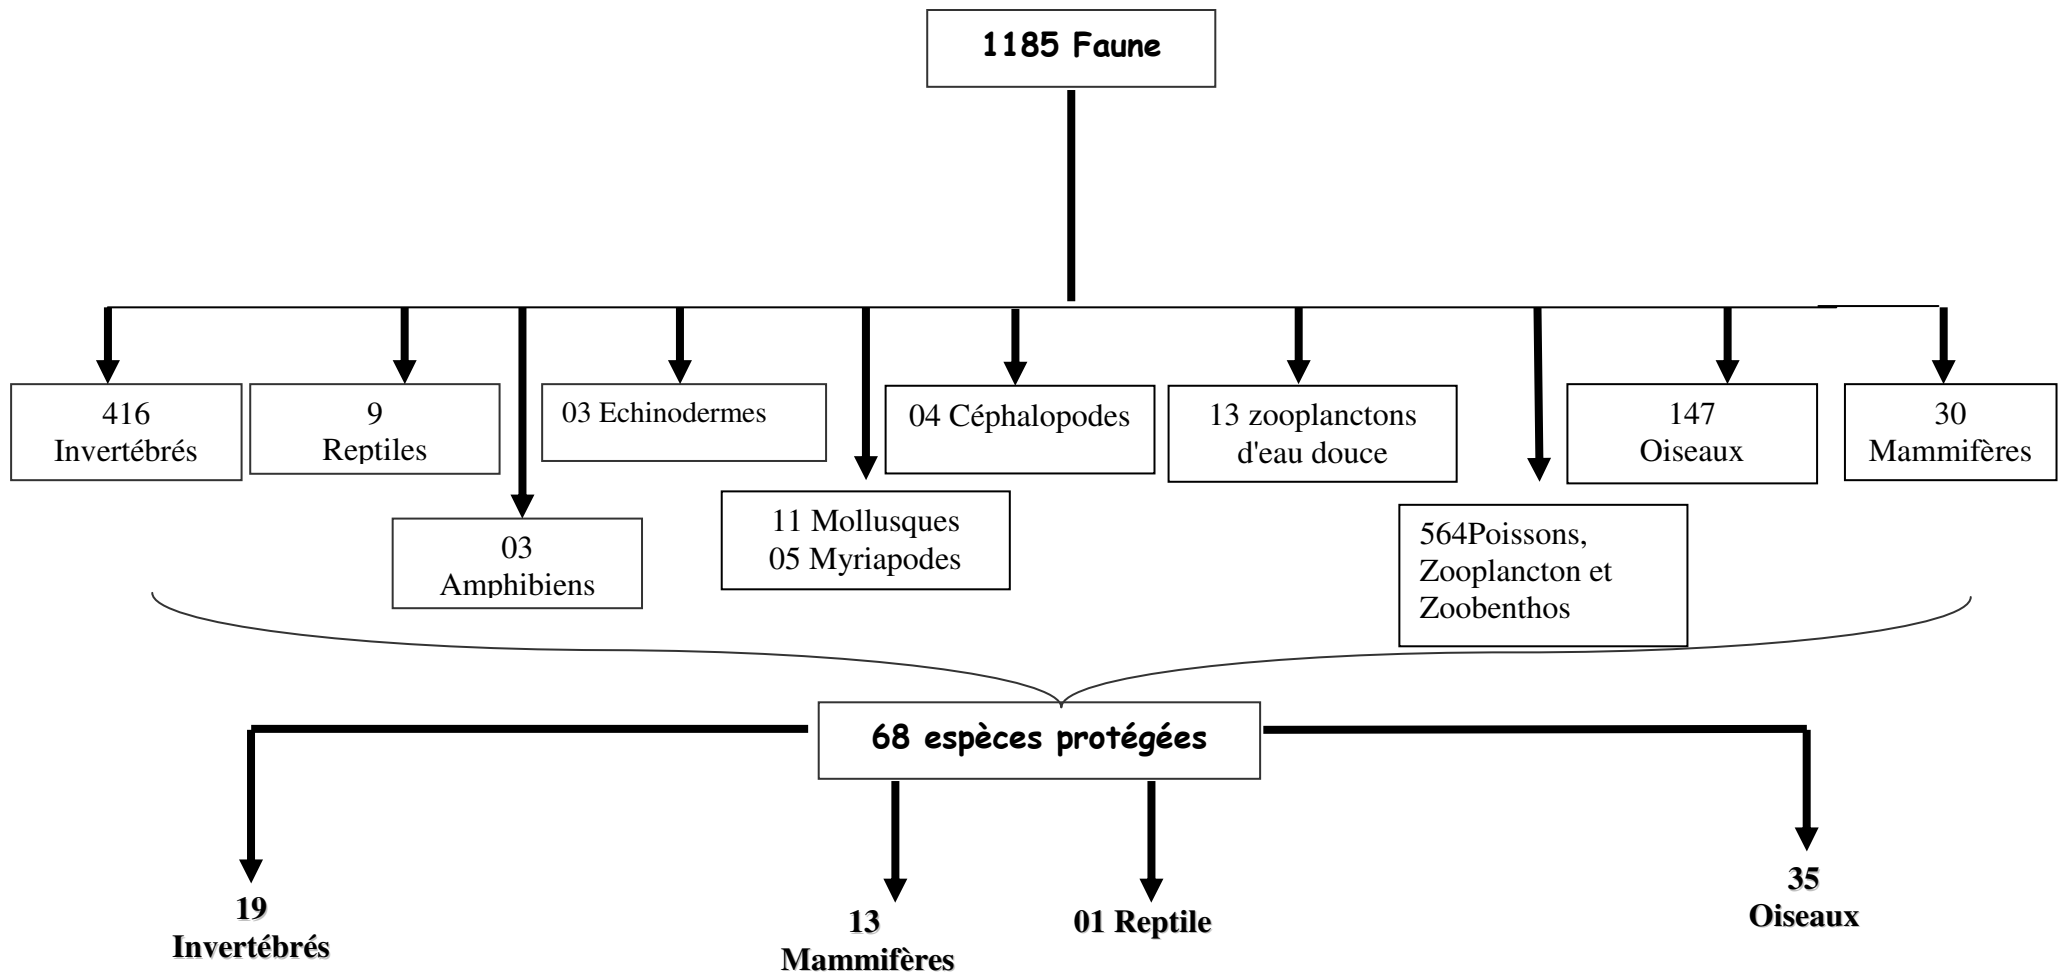 1185 Faune
416
Invertébrés
9
Reptiles
03 Echinodermes
04 Céphalopodes
13 zooplanctons
d'eau douce
147
Oiseaux
30
Mammifères
03
Amphibiens
11 Mollusques
05 Myriapodes
564Poissons,
Zooplancton et
Zoobenthos
68 espèces protégées
19
Invertébrés
13
Mammifères
01 Reptile
35
Oiseaux